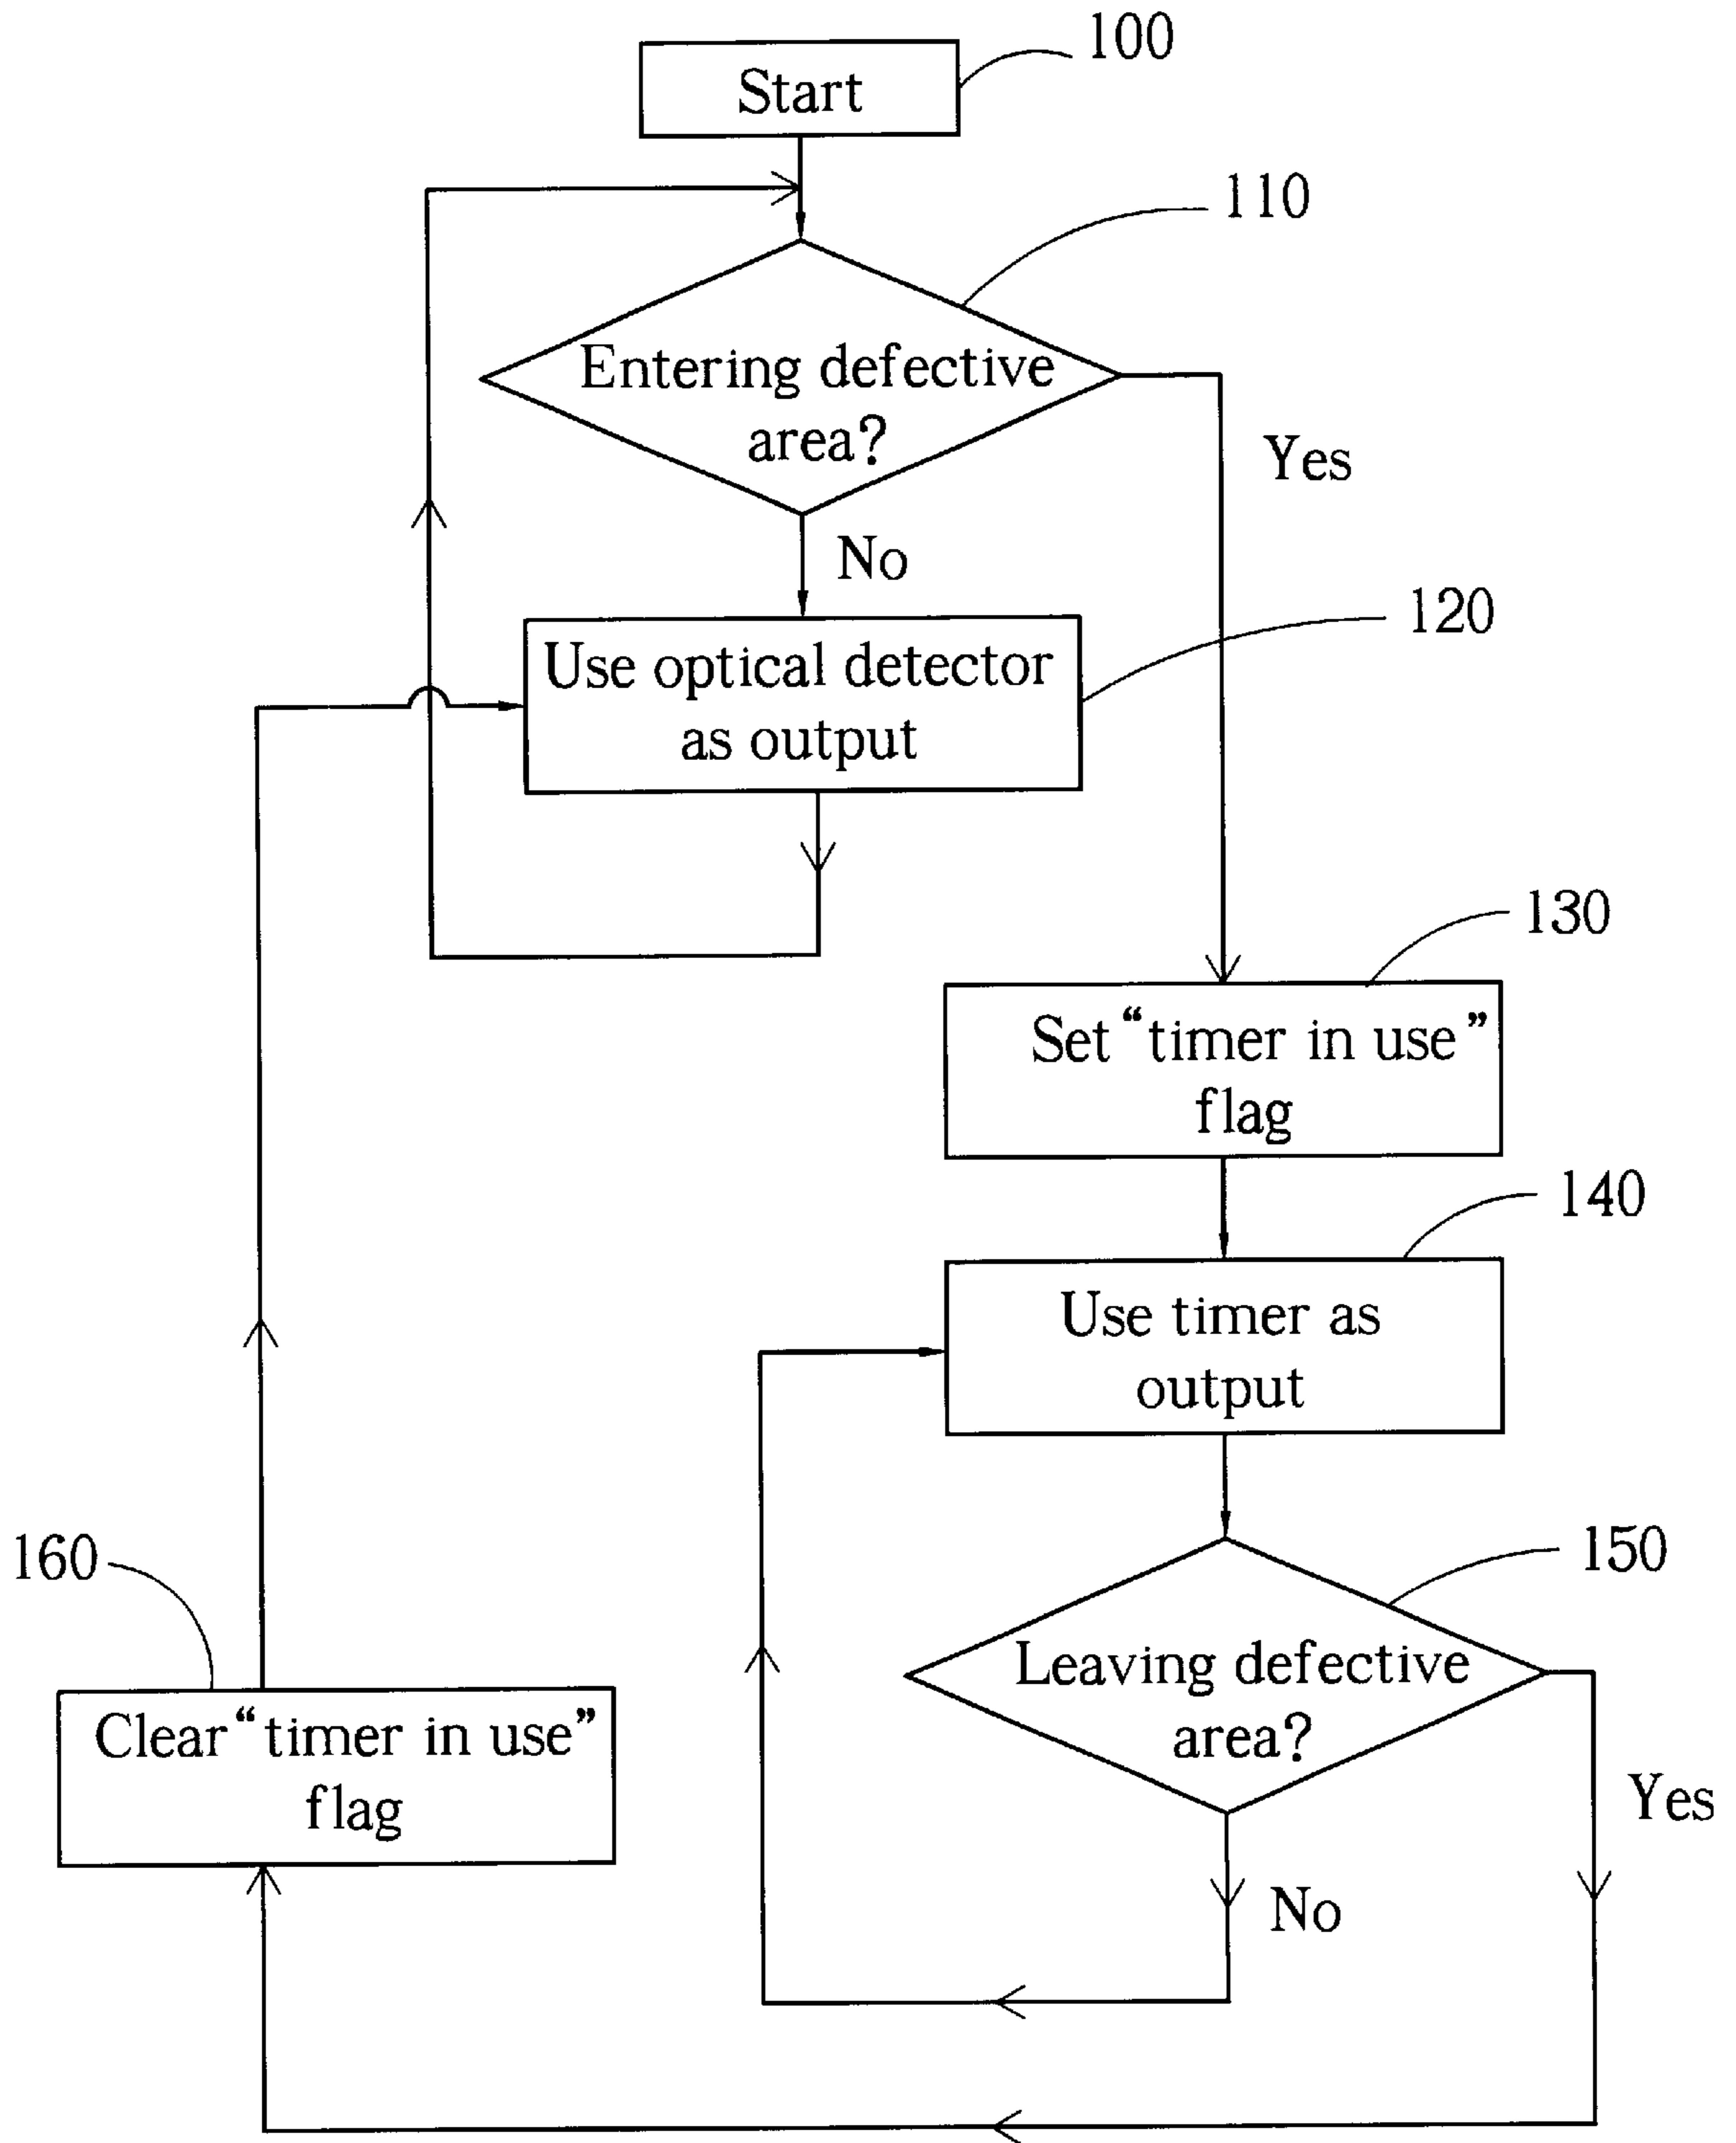 Start
100
110
Entering defective
area?
Yes
No
120
Use optical detector
as output
130
Set “timer in use”
flag
140
Use timer as
output
150
Leaving defective
area?
160
Clear “timer in use”
flag
Yes
No